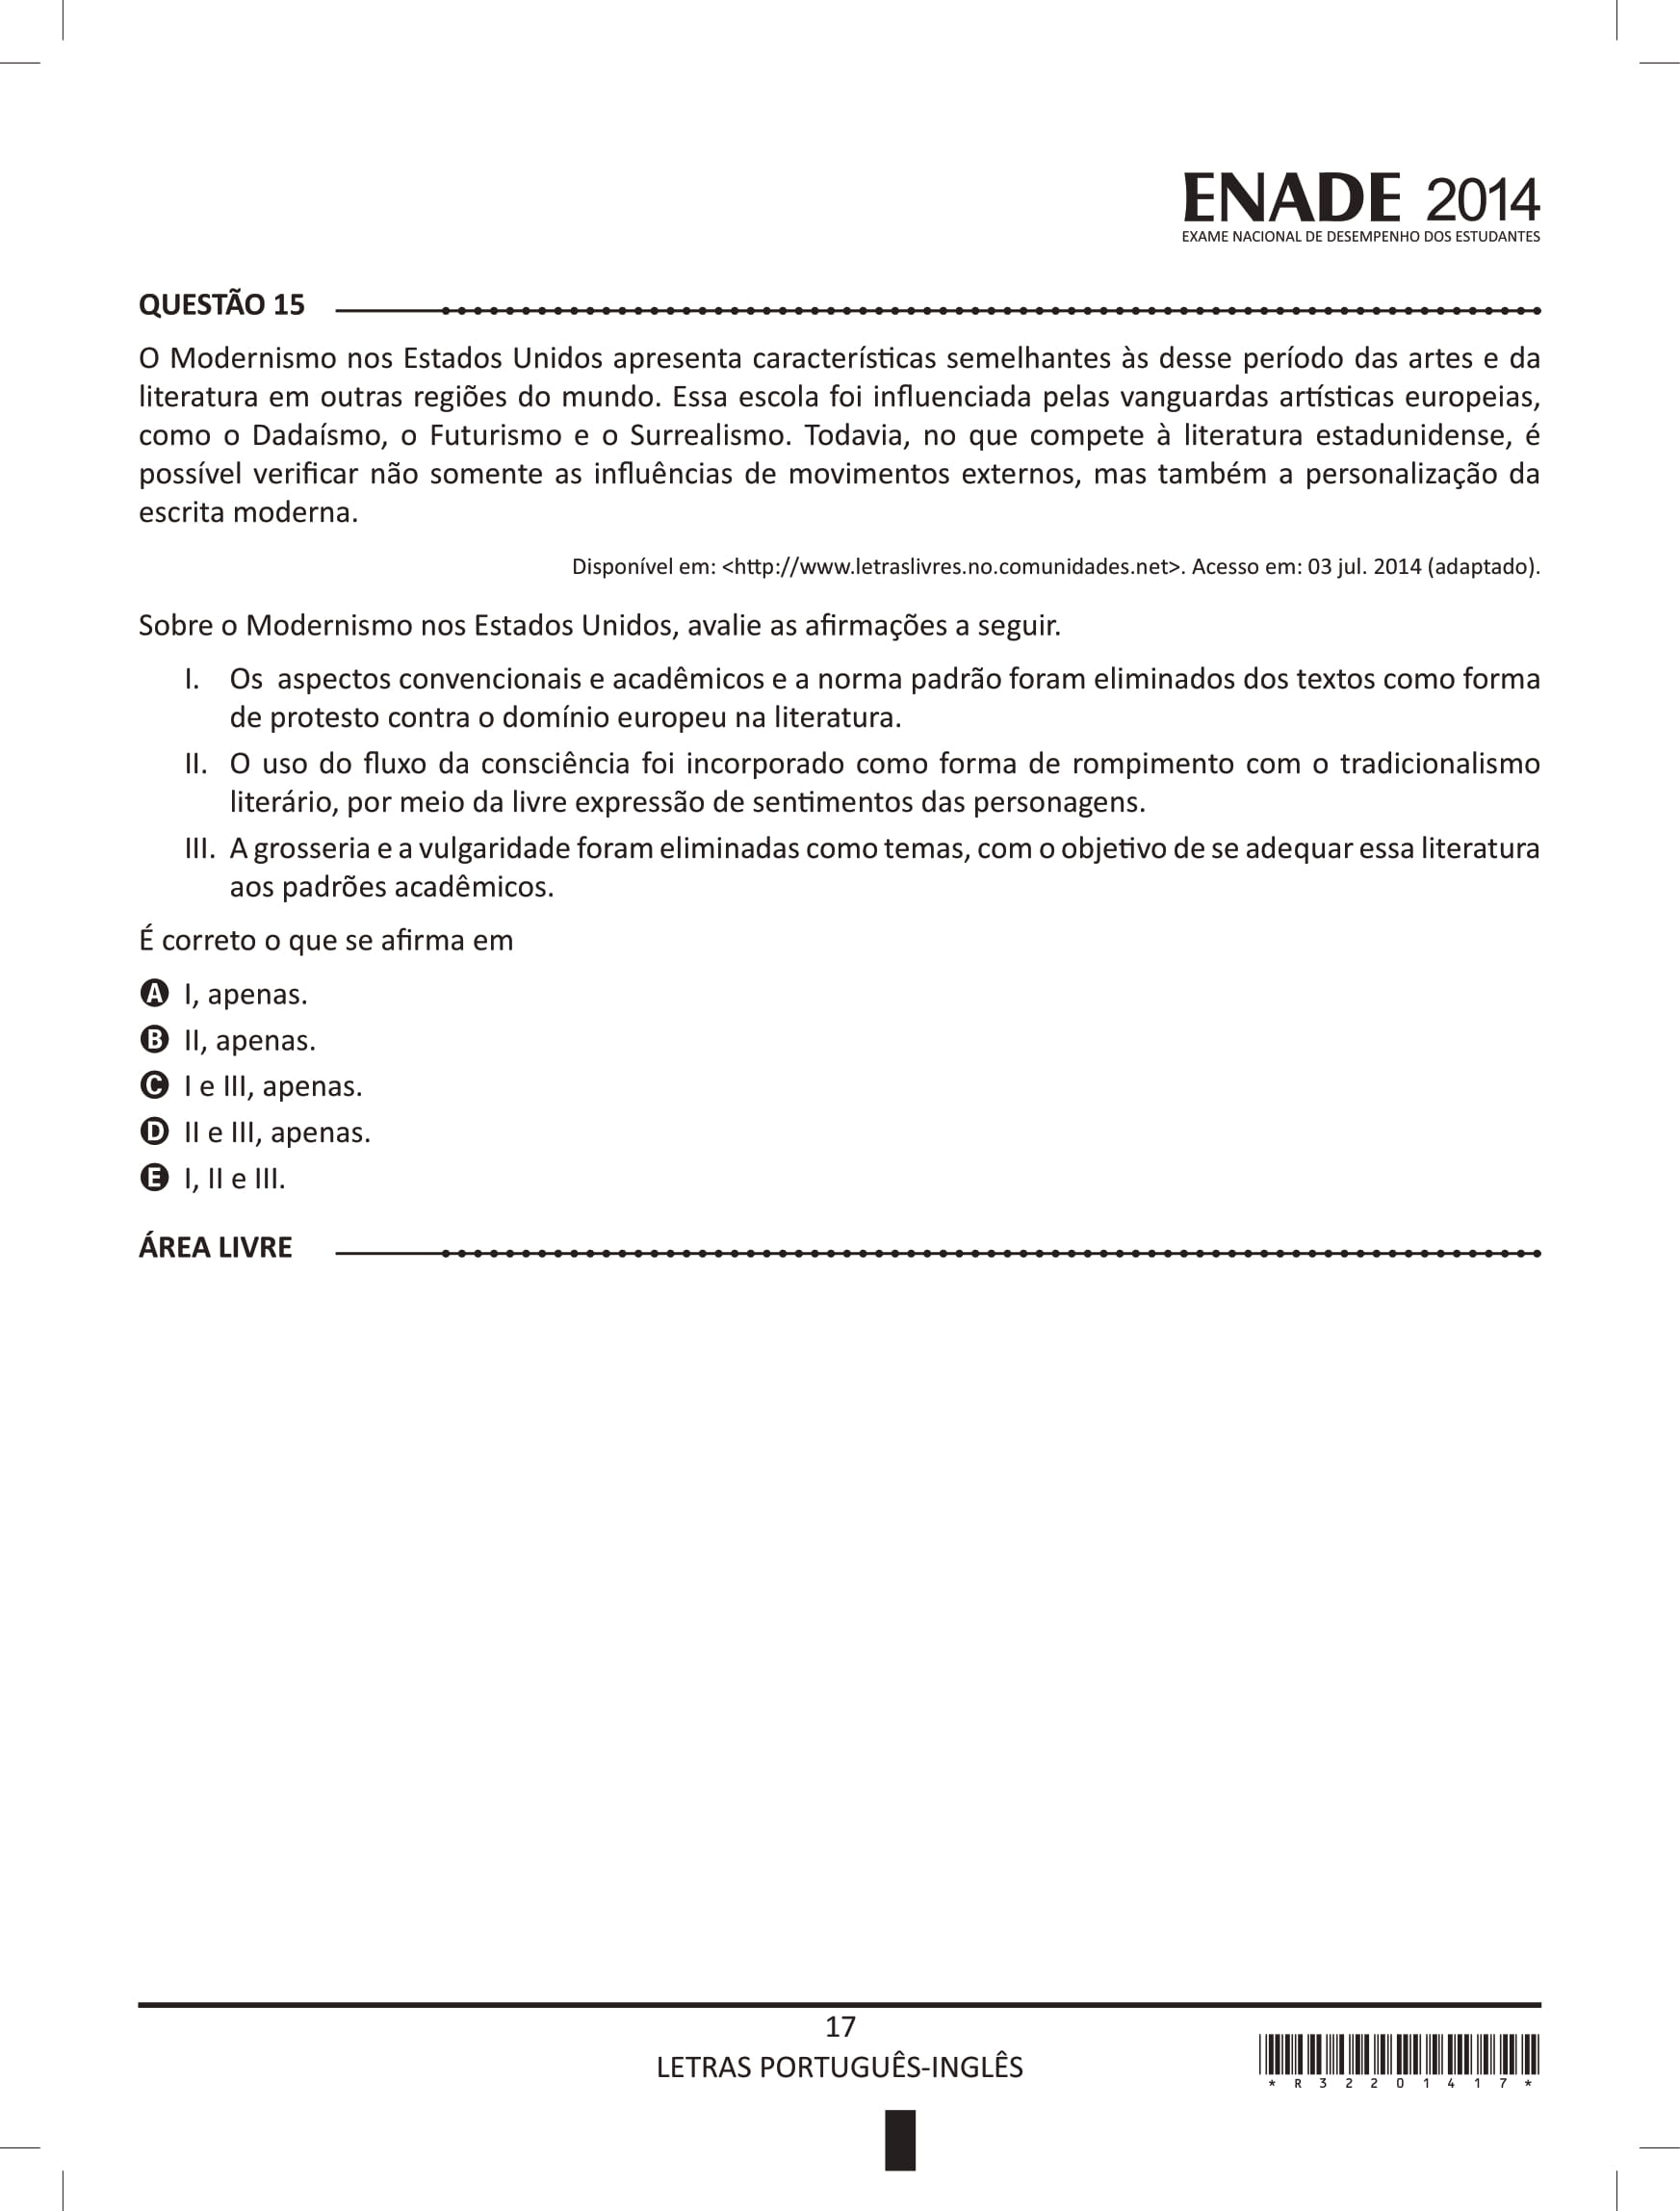 ENADE 2014
EXAME NACIONAL DE DESEMPENHO DOS ESTUDANTES
QUESTÃO 15
O Modernismo nos Estados Unidos apresenta características semelhantes às desse período das artes e da
literatura em outras regiões do mundo. Essa escola foi influenciada pelas vanguardas artísticas europeias,
como o Dadaísmo, o Futurismo e o Surrealismo. Todavia, no que compete à literatura estadunidense, é
possível verificar não somente as influências de movimentos externos, mas também a personalização da
escrita moderna.
Disponível em: <http://www.letraslivres.no.comunidades.net>. Acesso em: 03 jul. 2014 (adaptado).
Sobre o Modernismo nos Estados Unidos, avalie as afirmações a seguir.
I. Os aspectos convencionais e acadêmicos e a norma padrão foram eliminados dos textos como forma
de protesto contra o domínio europeu na literatura.
II. O uso do fluxo da consciência foi incorporado como forma de rompimento com o tradicionalismo
literário, por meio da livre expressão de sentimentos das personagens.
III. A grosseria e a vulgaridade foram eliminadas como temas, com o objetivo de se adequar essa literatura
aos padrões acadêmicos.
É correto o que se afirma em
A I, apenas.
B II, apenas.
C I e III, apenas.
D II e III, apenas.
E I, II e III.
ÁREA LIVRE
17
LETRAS PORTUGUÊS-INGLÊS
* R 3 2 2 0 1 4 1 7 *